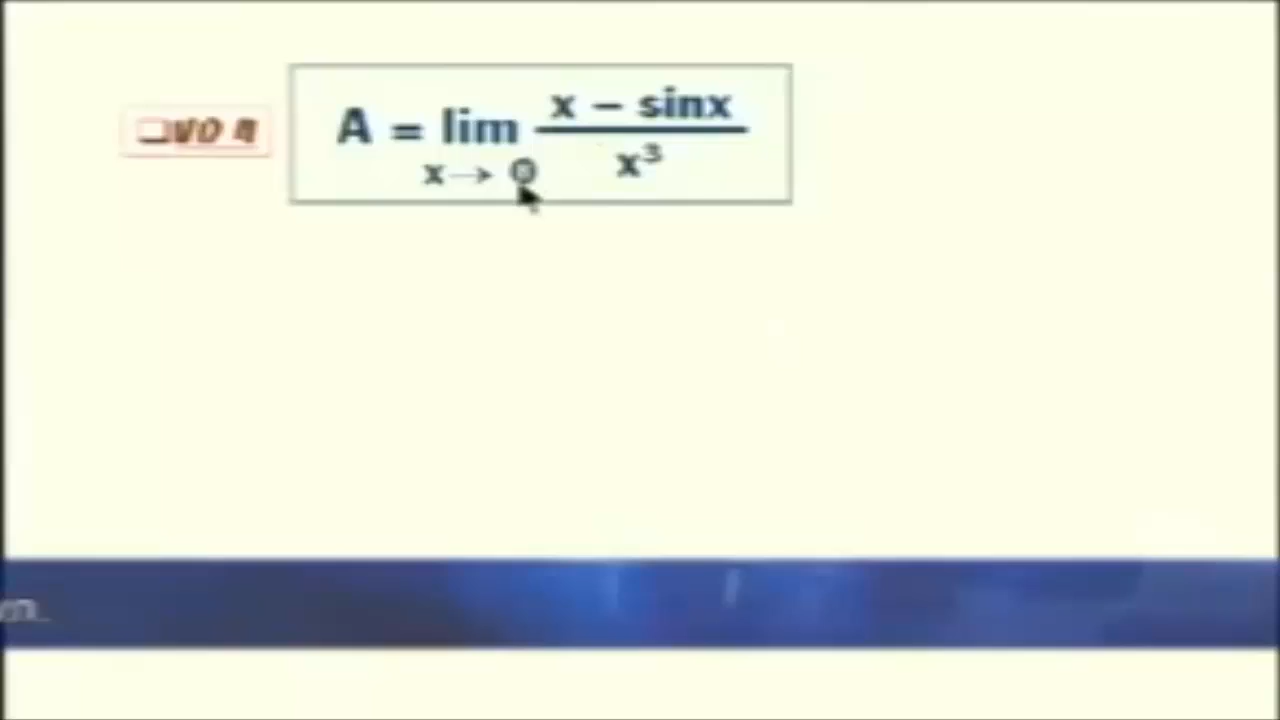 A = lim x – sinx / x³
x → 0